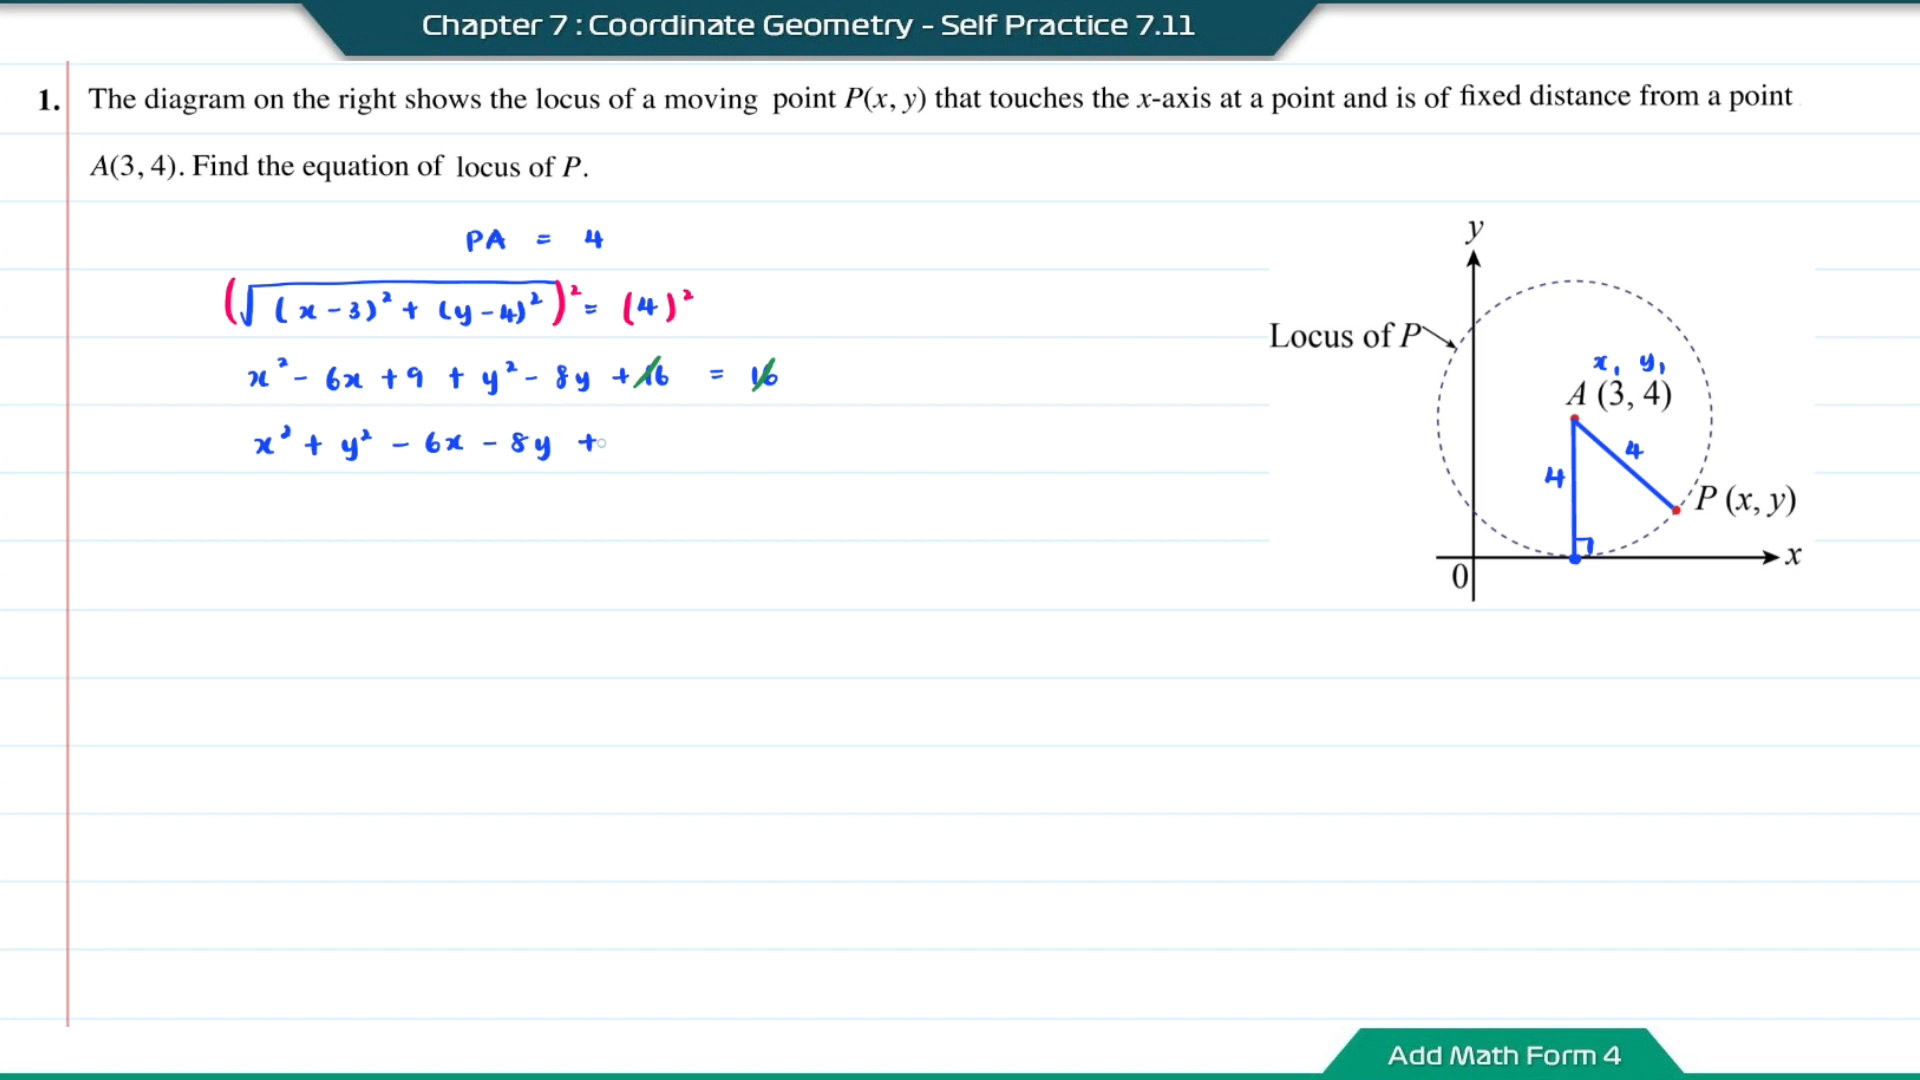 Chapter 7 : Coordinate Geometry - Self Practice 7.11
1. The diagram on the right shows the locus of a moving point P(x, y) that touches the x-axis at a point and is of fixed distance from a point
A(3, 4). Find the equation of locus of P.
PA = 4
(√((x - 3)² + (y - 4)²))² = (4)²
x² - 6x + 9 + y² - 8y + 16 = 16
x² + y² - 6x - 8y +
y
Locus of P
x₁ y₁
A (3, 4)
4
4
P (x, y)
x
0
Add Math Form 4